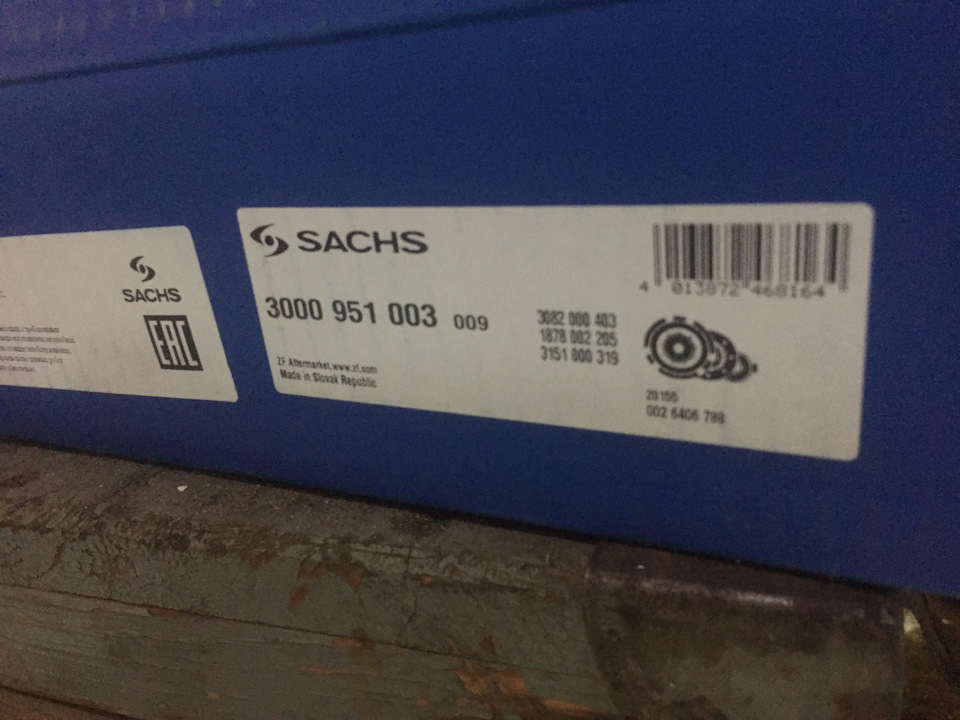 SACHS
EAC
SACHS
3000 951 003 009
3082 000 403
1878 002 205
3151 000 319
ZF Aftermarket, www.zf.com
Made in Slovak Republic
4 013872 468164
002 6406 788